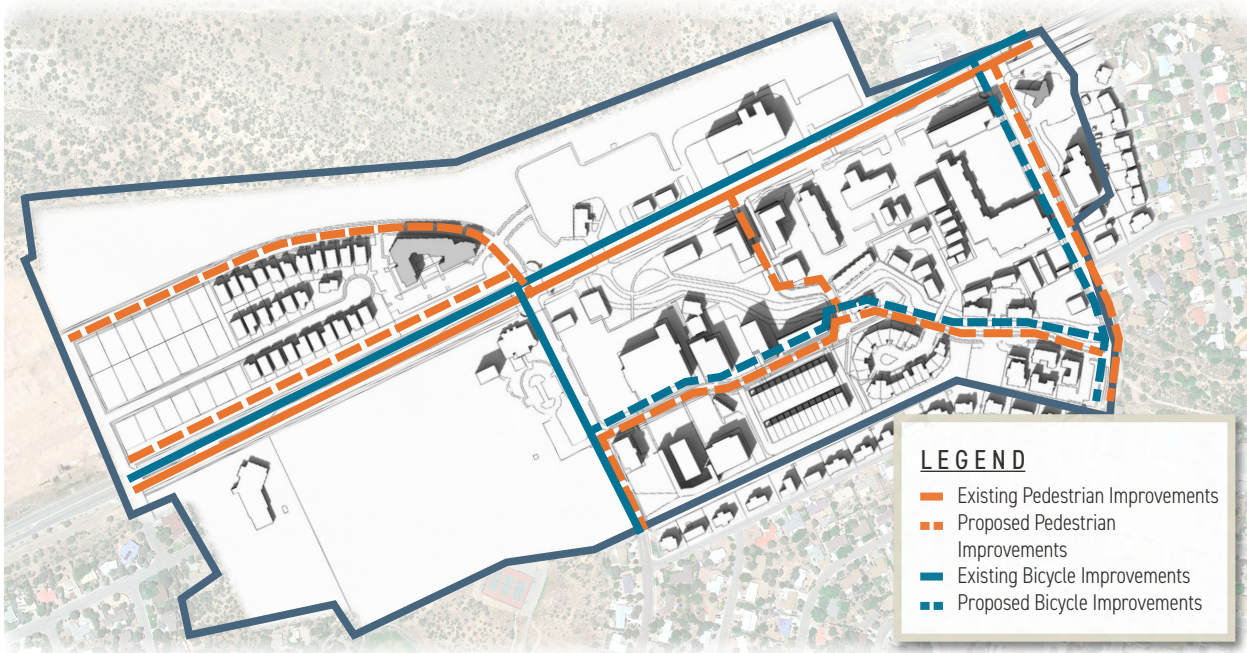 LEGEND
Existing Pedestrian Improvements
Proposed Pedestrian
Improvements
Existing Bicycle Improvements
Proposed Bicycle Improvements